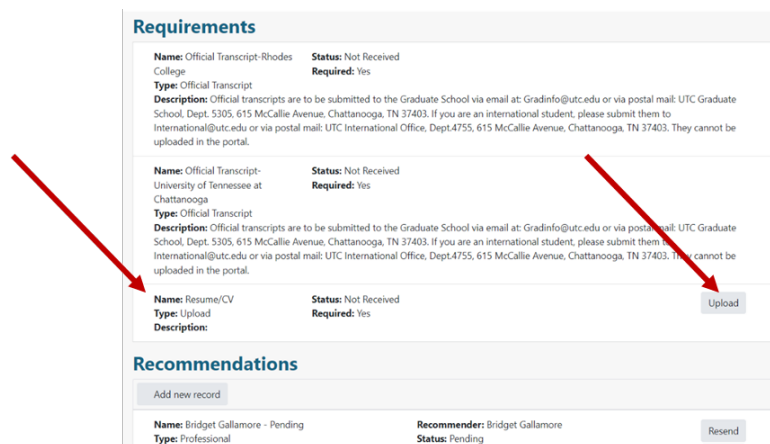 Requirements
Name: Official Transcript-Rhodes College Status: Not Received
Required: Yes
Type: Official Transcript
Description: Official transcripts are to be submitted to the Graduate School via email at: Gradinfo@utc.edu or via postal mail: UTC Graduate
School, Dept. 5305, 615 McCallie Avenue, Chattanooga, TN 37403. If you are an international student, please submit them to
International@utc.edu or via postal mail: UTC International Office, Dept.4755, 615 McCallie Avenue, Chattanooga, TN 37403. They cannot be
uploaded in the portal.
Name: Official Transcript-
University of Tennessee at
Chattanooga
Status: Not Received
Required: Yes
Type: Official Transcript
Description: Official transcripts are to be submitted to the Graduate School via email at: Gradinfo@utc.edu or via postal mail: UTC Graduate
School, Dept. 5305, 615 McCallie Avenue, Chattanooga, TN 37403. If you are an international student, please submit them to
International@utc.edu or via postal mail: UTC International Office, Dept.4755, 615 McCallie Avenue, Chattanooga, TN 37403. They cannot be
uploaded in the portal.
Name: Resume/CV Status: Not Received
Type: Upload Required: Yes
Description:
Upload
Recommendations
Add new record
Name: Bridget Gallamore - Pending Recommender: Bridget Gallamore
Type: Professional Status: Pending
Resend